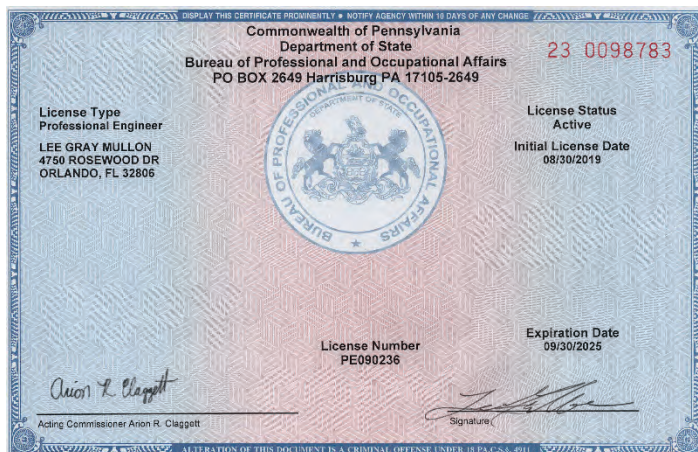 DISPLAY THIS CERTIFICATE PROMINENTLY ● NOTIFY AGENCY WITHIN 10 DAYS OF ANY CHANGE
Commonwealth of Pennsylvania
Department of State
Bureau of Professional and Occupational Affairs
PO BOX 2649 Harrisburg PA 17105-2649
23 0098783
BUREAU OF PROFESSIONAL AND OCCUPATIONAL AFFAIRS
DEPARTMENT OF STATE
License Type
Professional Engineer
LEE GRAY MULLON
4750 ROSEWOOD DR
ORLANDO, FL 32806
License Status
Active
Initial License Date
08/30/2019
License Number
PE090236
Expiration Date
09/30/2025
Arion R Claggett
Acting Commissioner Arion R. Claggett
Signature
ALTERATION OF THIS DOCUMENT IS A CRIMINAL OFFENSE UNDER 18 PA.C.S.§ 4911